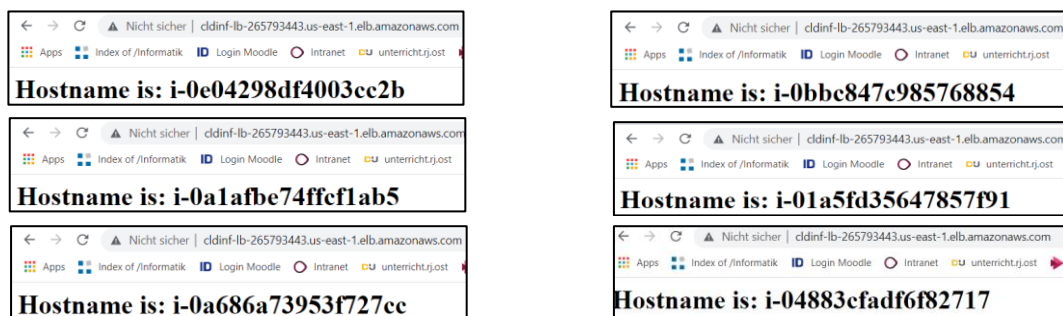 Nicht sicher | cldinf-lb-265793443.us-east-1.elb.amazonaws.com
Apps Index of /Informatik ID Login Moodle Intranet unterricht.rj.ost
Hostname is: i-0e04298df4003cc2b
Nicht sicher | cldinf-lb-265793443.us-east-1.elb.amazonaws.com
Apps Index of /Informatik ID Login Moodle Intranet unterricht.rj.ost
Hostname is: i-0a1afbe74ffcf1ab5
Nicht sicher | cldinf-lb-265793443.us-east-1.elb.amazonaws.com
Apps Index of /Informatik ID Login Moodle Intranet unterricht.rj.ost
Hostname is: i-0a686a73953f727cc
Nicht sicher | cldinf-lb-265793443.us-east-1.elb.amazonaws.com
Apps Index of /Informatik ID Login Moodle Intranet unterricht.rj.ost
Hostname is: i-0bbc847c985768854
Nicht sicher | cldinf-lb-265793443.us-east-1.elb.amazonaws.com
Apps Index of /Informatik ID Login Moodle Intranet unterricht.rj.ost
Hostname is: i-01a5fd35647857f91
Nicht sicher | cldinf-lb-265793443.us-east-1.elb.amazonaws.com
Apps Index of /Informatik ID Login Moodle Intranet unterricht.rj.ost
Hostname is: i-04883cfadf6f82717